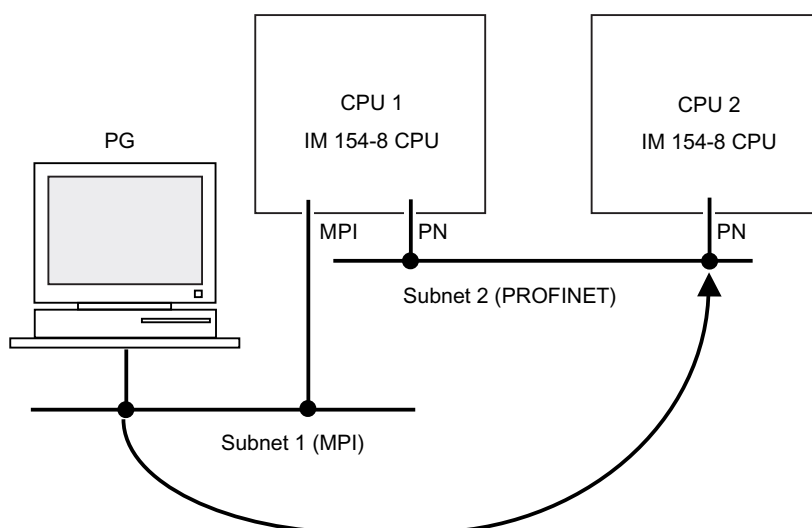 PG
CPU 1
IM 154-8 CPU
CPU 2
IM 154-8 CPU
MPI
PN
PN
Subnet 2 (PROFINET)
Subnet 1 (MPI)